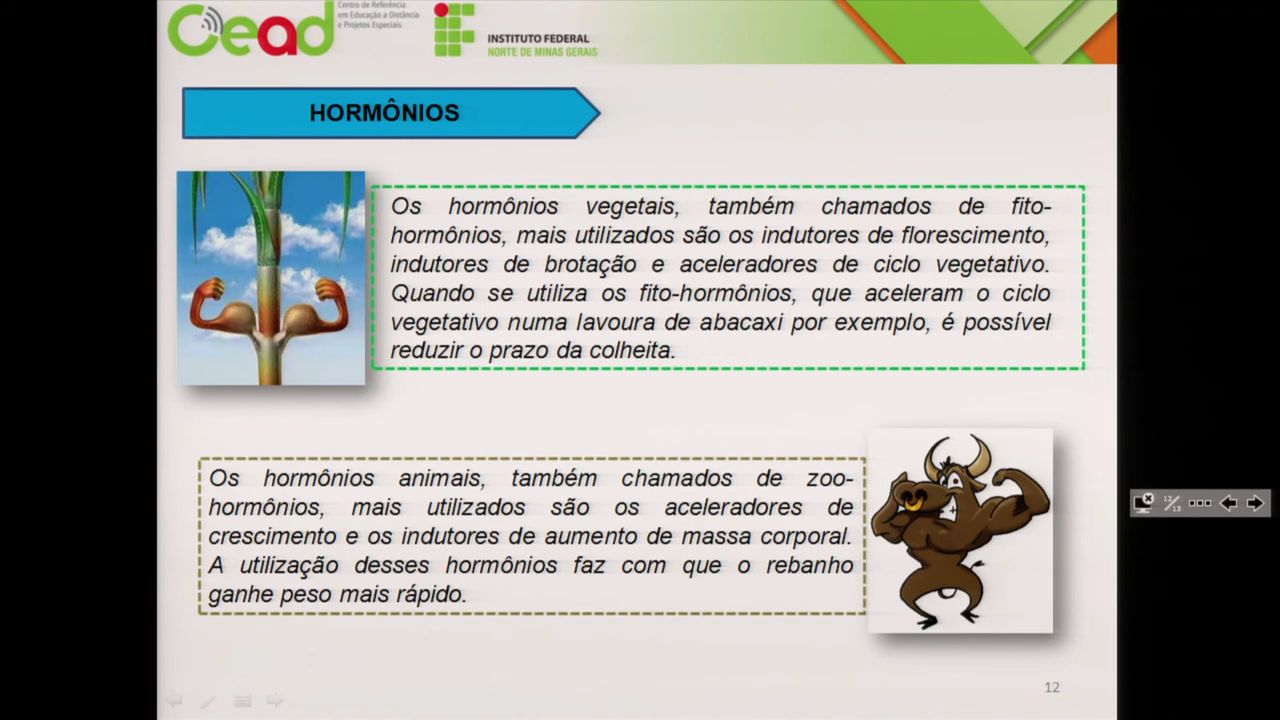 Cead
Centro de Referência
em Educação a Distância
e Projetos Especiais
INSTITUTO FEDERAL
NORTE DE MINAS GERAIS
HORMÔNIOS
Os hormônios vegetais, também chamados de fito-
hormônios, mais utilizados são os indutores de florescimento,
indutores de brotação e aceleradores de ciclo vegetativo.
Quando se utiliza os fito-hormônios, que aceleram o ciclo
vegetativo numa lavoura de abacaxi por exemplo, é possível
reduzir o prazo da colheita.
Os hormônios animais, também chamados de zoo-
hormônios, mais utilizados são os aceleradores de
crescimento e os indutores de aumento de massa corporal.
A utilização desses hormônios faz com que o rebanho
ganhe peso mais rápido.
12/13
12